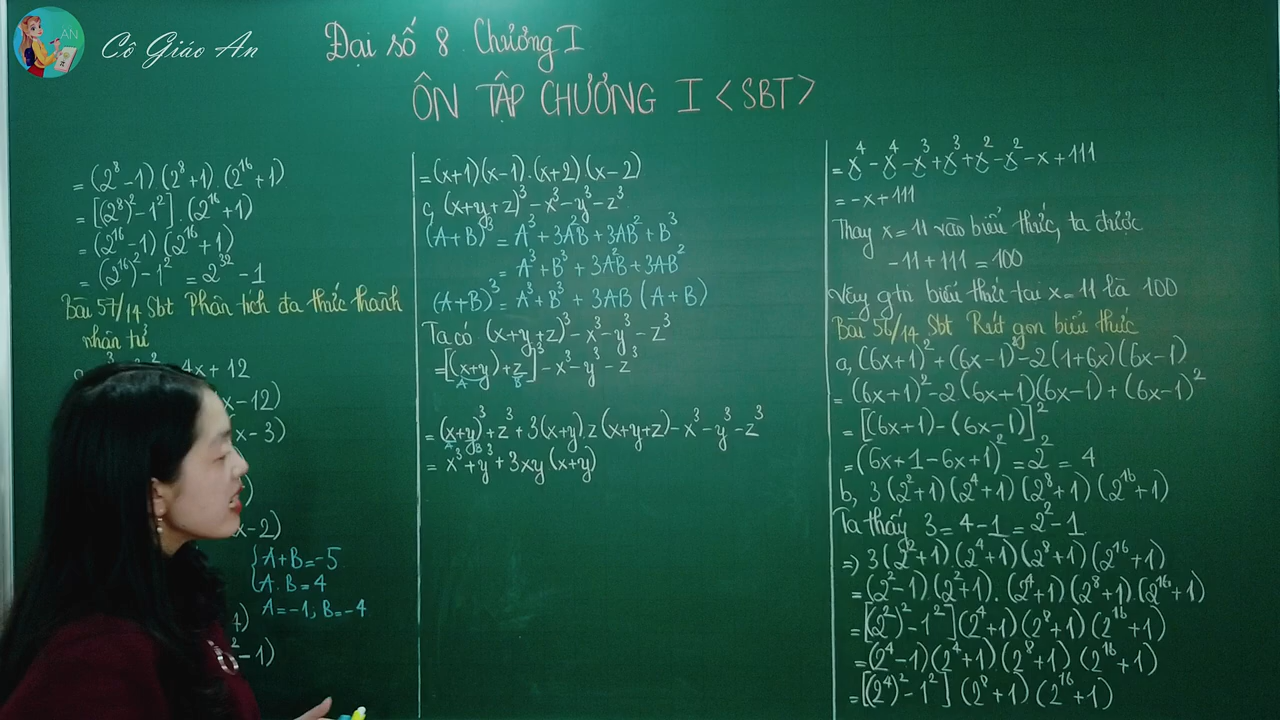 AN
Cô Giáo An
Đại số 8 Chương I
ÔN TẬP CHƯƠNG I <SBT>
= (2⁸-1).(2⁸+1).(2¹⁶+1)
= [(2⁸)²-1²].(2¹⁶+1)
= (2¹⁶-1)(2¹⁶+1)
= (2¹⁶)²-1² = 2³²-1
Bài 57/14 Sbt Phân tích đa thức thành
nhân tử
4x+12
x-12)
x-3)
)
x-2)
{A+B=-5
A.B=4
A=-1, B=-4
-1)
= (x+1)(x-1).(x+2)(x-2)
c, (x+y+z)³-x³-y³-z³
(A+B)³ = A³+3A²B+3AB²+B³
= A³+B³+3A²B+3AB²
(A+B)³ = A³+B³+3AB(A+B)
Ta có (x+y+z)³-x³-y³-z³
=[(x+y)+z]³-x³-y³-z³
A B
= (x+y)³+z³+3(x+y).z(x+y+z)-x³-y³-z³
A B
= x³+y³+3xy(x+y)
= x⁴-x⁴-x³+x³+x²-x²-x+111
= -x+111
Thay x=11 vào biểu thức, ta được
-11+111=100
Vậy gtrị biểu thức tại x=11 là 100
Bài 56/14 Sbt Rút gọn biểu thức
a, (6x+1)²+(6x-1)²-2(1+6x)(6x-1)
= (6x+1)²-2(6x+1)(6x-1)+(6x-1)²
= [(6x+1)-(6x-1)]²
=(6x+1-6x+1)²=2²=4
b, 3(2²+1)(2⁴+1)(2⁸+1)(2¹⁶+1)
Ta thấy 3=4-1=2²-1
=> 3(2²+1).(2⁴+1)(2⁸+1)(2¹⁶+1)
= (2²-1).(2²+1).(2⁴+1)(2⁸+1).(2¹⁶+1)
= [(2²)²-1²](2⁴+1)(2⁸+1)(2¹⁶+1)
= (2⁴-1)(2⁴+1)(2⁸+1)(2¹⁶+1)
= [(2⁴)²-1²](2⁸+1)(2¹⁶+1)